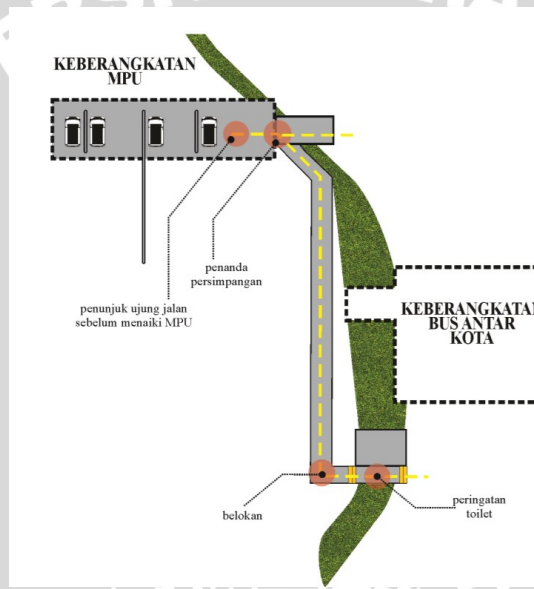 KEBERANGKATAN
MPU
penanda
persimpangan
penunjuk ujung jalan
sebelum menaiki MPU
KEBERANGKATAN
BUS ANTAR
KOTA
belokan
peringatan
toilet